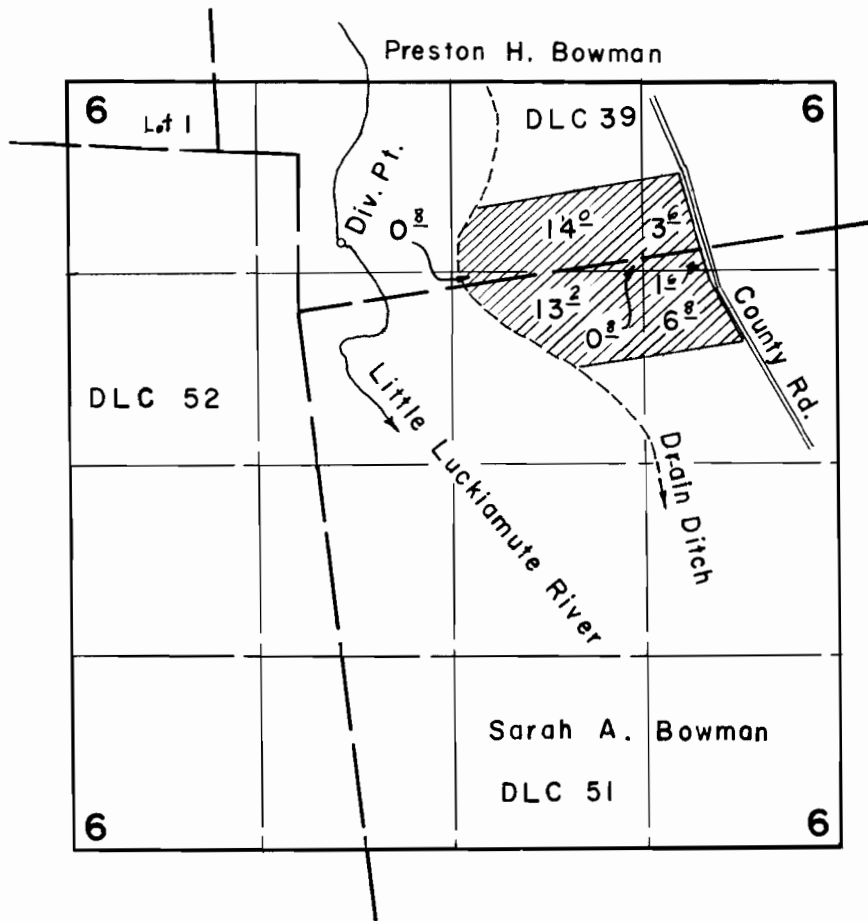 Preston H. Bowman
6
Lot 1
DLC 39
6
Div. Pt.
0 8
14 0
3 6
13 2
1 6
0 8
6 8
County Rd.
DLC 52
Little Luckiamute River
Drain Ditch
Sarah A. Bowman
DLC 51
6
6